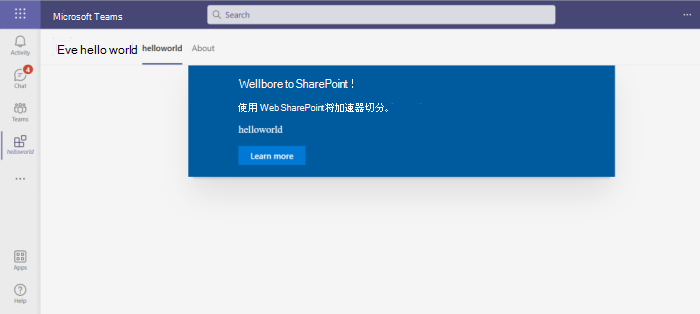 Microsoft Teams
Search
Activity
Eve hello world helloworld About
4
Chat
Teams
helloworld
Wellbore to SharePoint !
使用 Web SharePoint将加速器切分。
helloworld
Learn more
Apps
Help